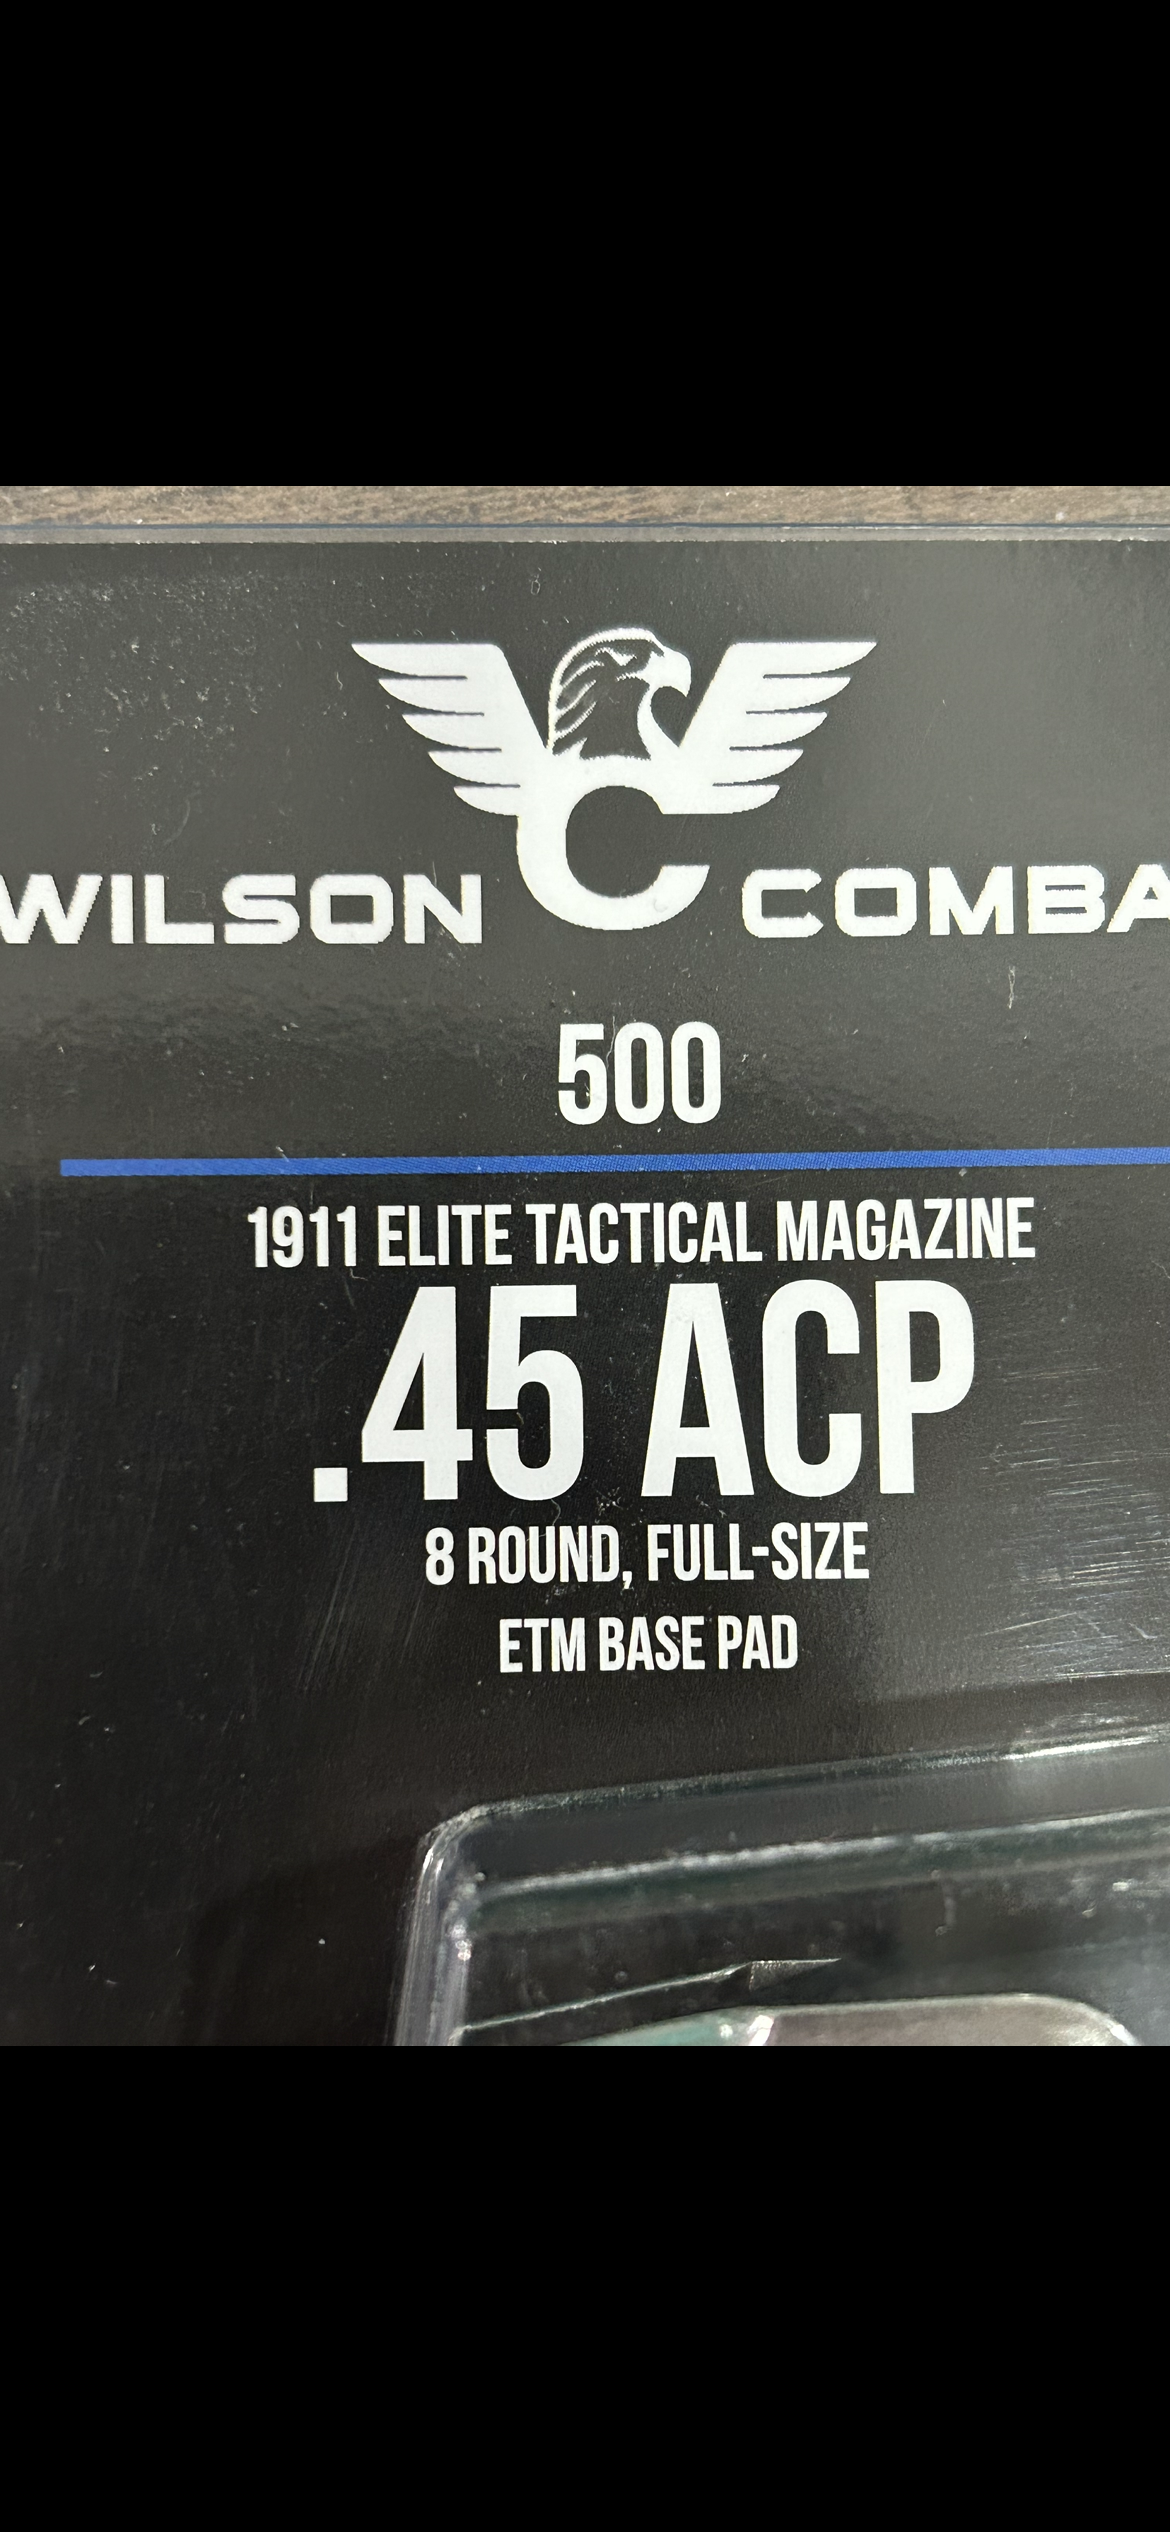 WILSON COMBA
500
1911 ELITE TACTICAL MAGAZINE
.45 ACP
8 ROUND, FULL-SIZE
ETM BASE PAD